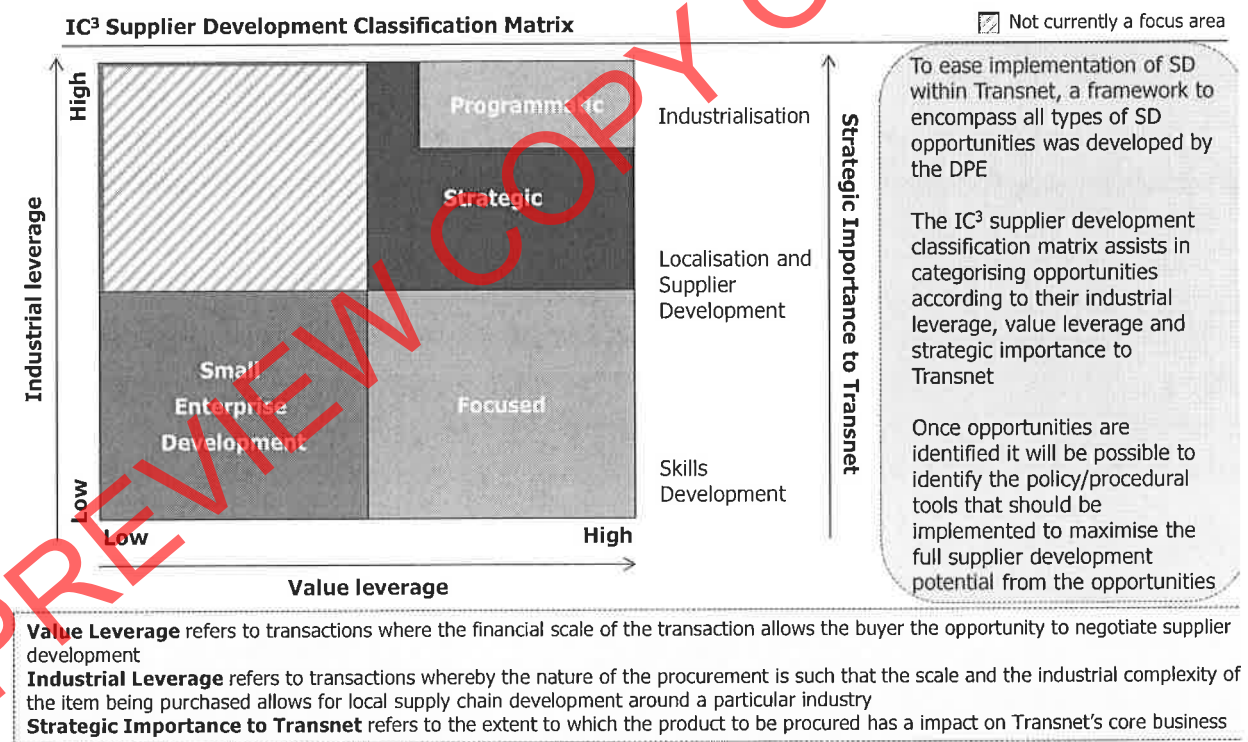 IC³ Supplier Development Classification Matrix
Not currently a focus area
High
Low
Industrial leverage
Programmatic
Strategic
Small
Enterprise
Development
Focused
Low
High
Value leverage
Industrialisation
Localisation and
Supplier
Development
Skills
Development
Strategic Importance to Transnet
To ease implementation of SD
within Transnet, a framework to
encompass all types of SD
opportunities was developed by
the DPE
The IC³ supplier development
classification matrix assists in
categorising opportunities
according to their industrial
leverage, value leverage and
strategic importance to
Transnet
Once opportunities are
identified it will be possible to
identify the policy/procedural
tools that should be
implemented to maximise the
full supplier development
potential from the opportunities
Value Leverage refers to transactions where the financial scale of the transaction allows the buyer the opportunity to negotiate supplier
development
Industrial Leverage refers to transactions whereby the nature of the procurement is such that the scale and the industrial complexity of
the item being purchased allows for local supply chain development around a particular industry
Strategic Importance to Transnet refers to the extent to which the product to be procured has a impact on Transnet's core business
PREVIEW COPY